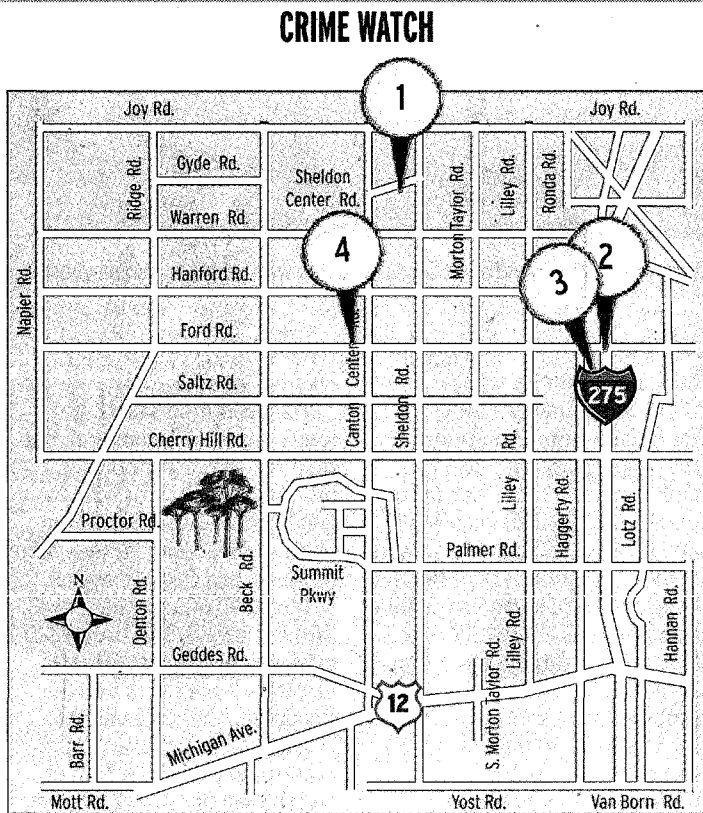 CRIME WATCH
1
Joy Rd.
Joy Rd.
Gyde Rd.
Ridge Rd.
Sheldon
Center Rd.
Warren Rd.
Morton Taylor Rd.
Lilley Rd.
Ronda Rd.
4
2
3
Hanford Rd.
Napier Rd.
Ford Rd.
Canton Center Rd.
Saltz Rd.
Sheldon Rd.
275
Cherry Hill Rd.
Lilley Rd.
Haggerty Rd.
Lotz Rd.
Proctor Rd.
Palmer Rd.
Beck Rd.
Summit
Pkwy
N
Denton Rd.
Hannan Rd.
Geddes Rd.
Lilley Rd.
S. Morton Taylor Rd.
12
Barr Rd.
Michigan Ave.
Mott Rd.
Yost Rd.
Van Born Rd.